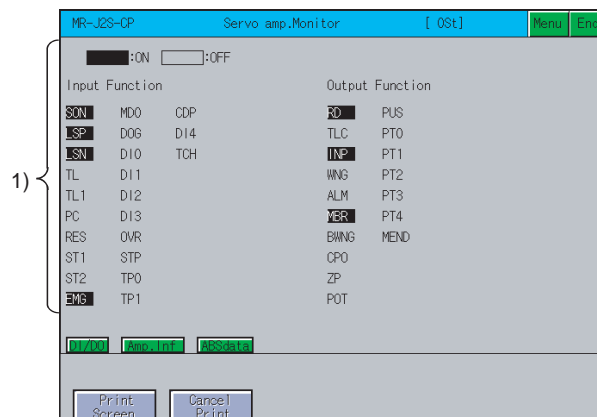 MR-J2S-CP Servo amp.Monitor [ 0St] Menu End
:ON :OFF
Input Function Output Function
SON MD0 CDP RD PUS
LSP DOG DI4 TLC PT0
LSN DI0 TCH INP PT1
TL DI1 WNG PT2
1)
TL1 DI2 ALM PT3
PC DI3 MBR PT4
RES OVR BWNG MEND
ST1 STP CPO
ST2 TP0 ZP
EMG TP1 POT
DI/DO Amp.Inf ABSdata
Print Cancel
Screen Print